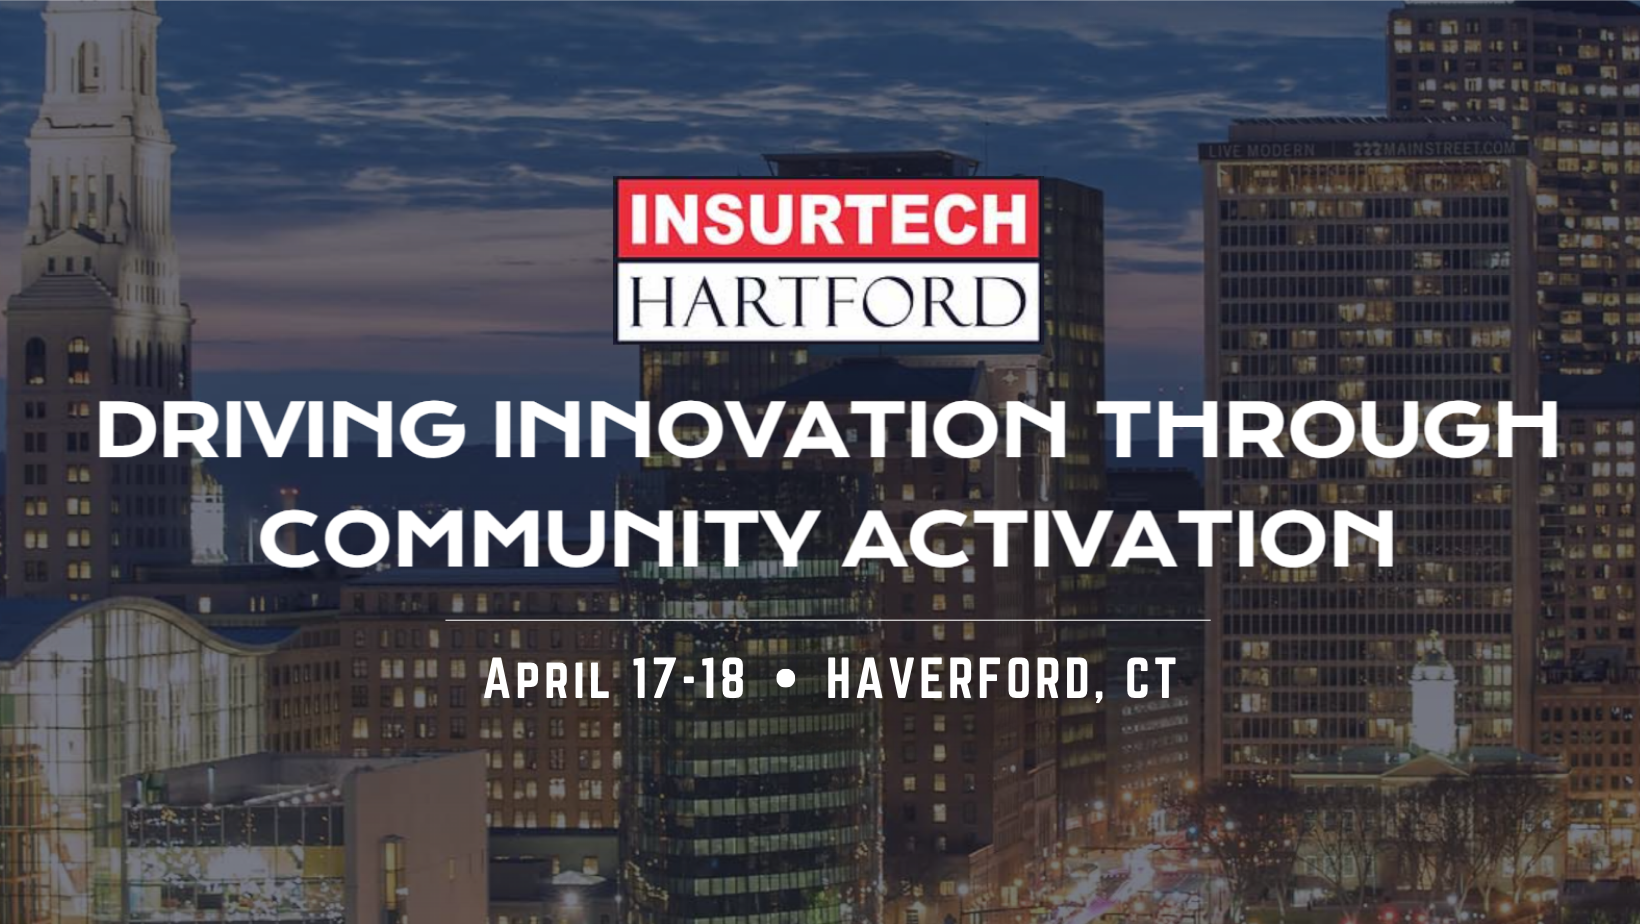 LIVE MODERN | 222MAINSTREET.COM
INSURTECH
HARTFORD
DRIVING INNOVATION THROUGH
COMMUNITY ACTIVATION
APRIL 17-18 • HAVERFORD, CT